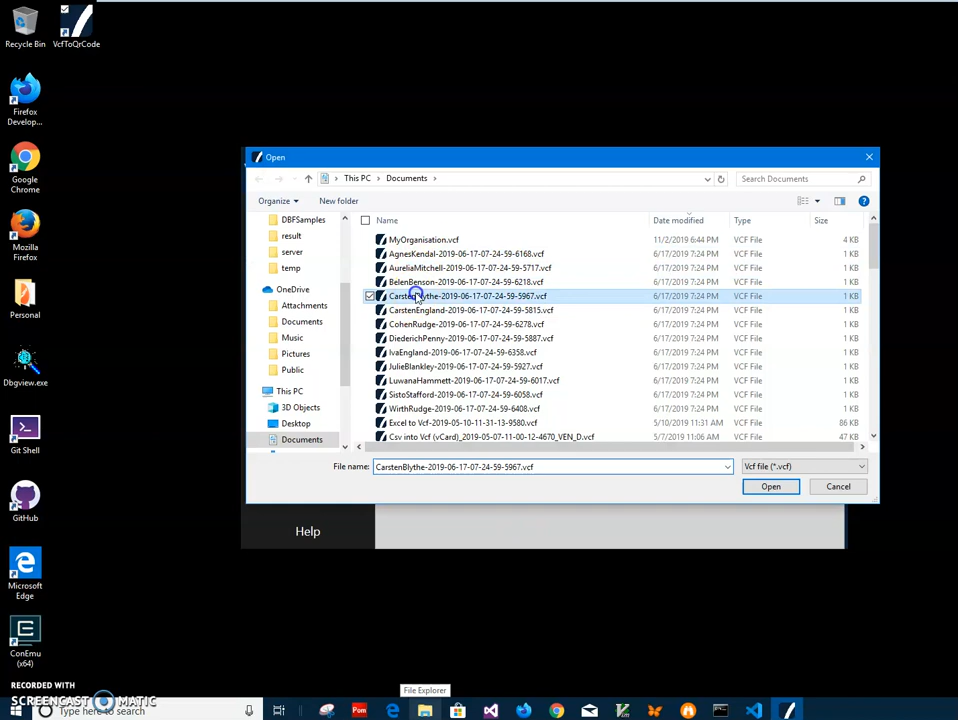 Recycle Bin
VcfToQrCode
Firefox
Develop...
Google
Chrome
Mozilla
Firefox
Personal
Dbgview.exe
Git Shell
GitHub
Microsoft
Edge
ConEmu
(x64)
Open
This PC
Documents
Search Documents
Organize
New folder
DBFSamples
result
server
temp
OneDrive
Attachments
Documents
Music
Pictures
Public
This PC
3D Objects
Desktop
Documents
Name Date modified Type Size
MyOrganisation.vcf 11/2/2019 6:44 PM VCF File 4 KB
AgnesKendal-2019-06-17-07-24-59-6168.vcf 6/17/2019 7:24 PM VCF File 1 KB
AureliaMitchell-2019-06-17-07-24-59-5717.vcf 6/17/2019 7:24 PM VCF File 1 KB
BelenBenson-2019-06-17-07-24-59-6218.vcf 6/17/2019 7:24 PM VCF File 1 KB
CarstenBlythe-2019-06-17-07-24-59-5967.vcf 6/17/2019 7:24 PM VCF File 1 KB
CarstenEngland-2019-06-17-07-24-59-5815.vcf 6/17/2019 7:24 PM VCF File 1 KB
CohenRudge-2019-06-17-07-24-59-6278.vcf 6/17/2019 7:24 PM VCF File 1 KB
DiederichPenny-2019-06-17-07-24-59-5887.vcf 6/17/2019 7:24 PM VCF File 1 KB
IvaEngland-2019-06-17-07-24-59-6358.vcf 6/17/2019 7:24 PM VCF File 1 KB
JulieBlankley-2019-06-17-07-24-59-5927.vcf 6/17/2019 7:24 PM VCF File 1 KB
LuwanaHammett-2019-06-17-07-24-59-6017.vcf 6/17/2019 7:24 PM VCF File 1 KB
SistoStafford-2019-06-17-07-24-59-6058.vcf 6/17/2019 7:24 PM VCF File 1 KB
WirthRudge-2019-06-17-07-24-59-6408.vcf 6/17/2019 7:24 PM VCF File 1 KB
Excel to Vcf-2019-05-10-11-31-13-9580.vcf 5/10/2019 11:31 AM VCF File 86 KB
Csv into Vcf (vCard)_2019-05-07-11-00-12-4670_VEN_D.vcf 5/7/2019 11:06 AM VCF File 47 KB
File name: CarstenBlythe-2019-06-17-07-24-59-5967.vcf
Vcf file (*.vcf)
Open
Cancel
Help
File Explorer
RECORDED WITH
SCREENCAST MATIC
Type here to search
Pom